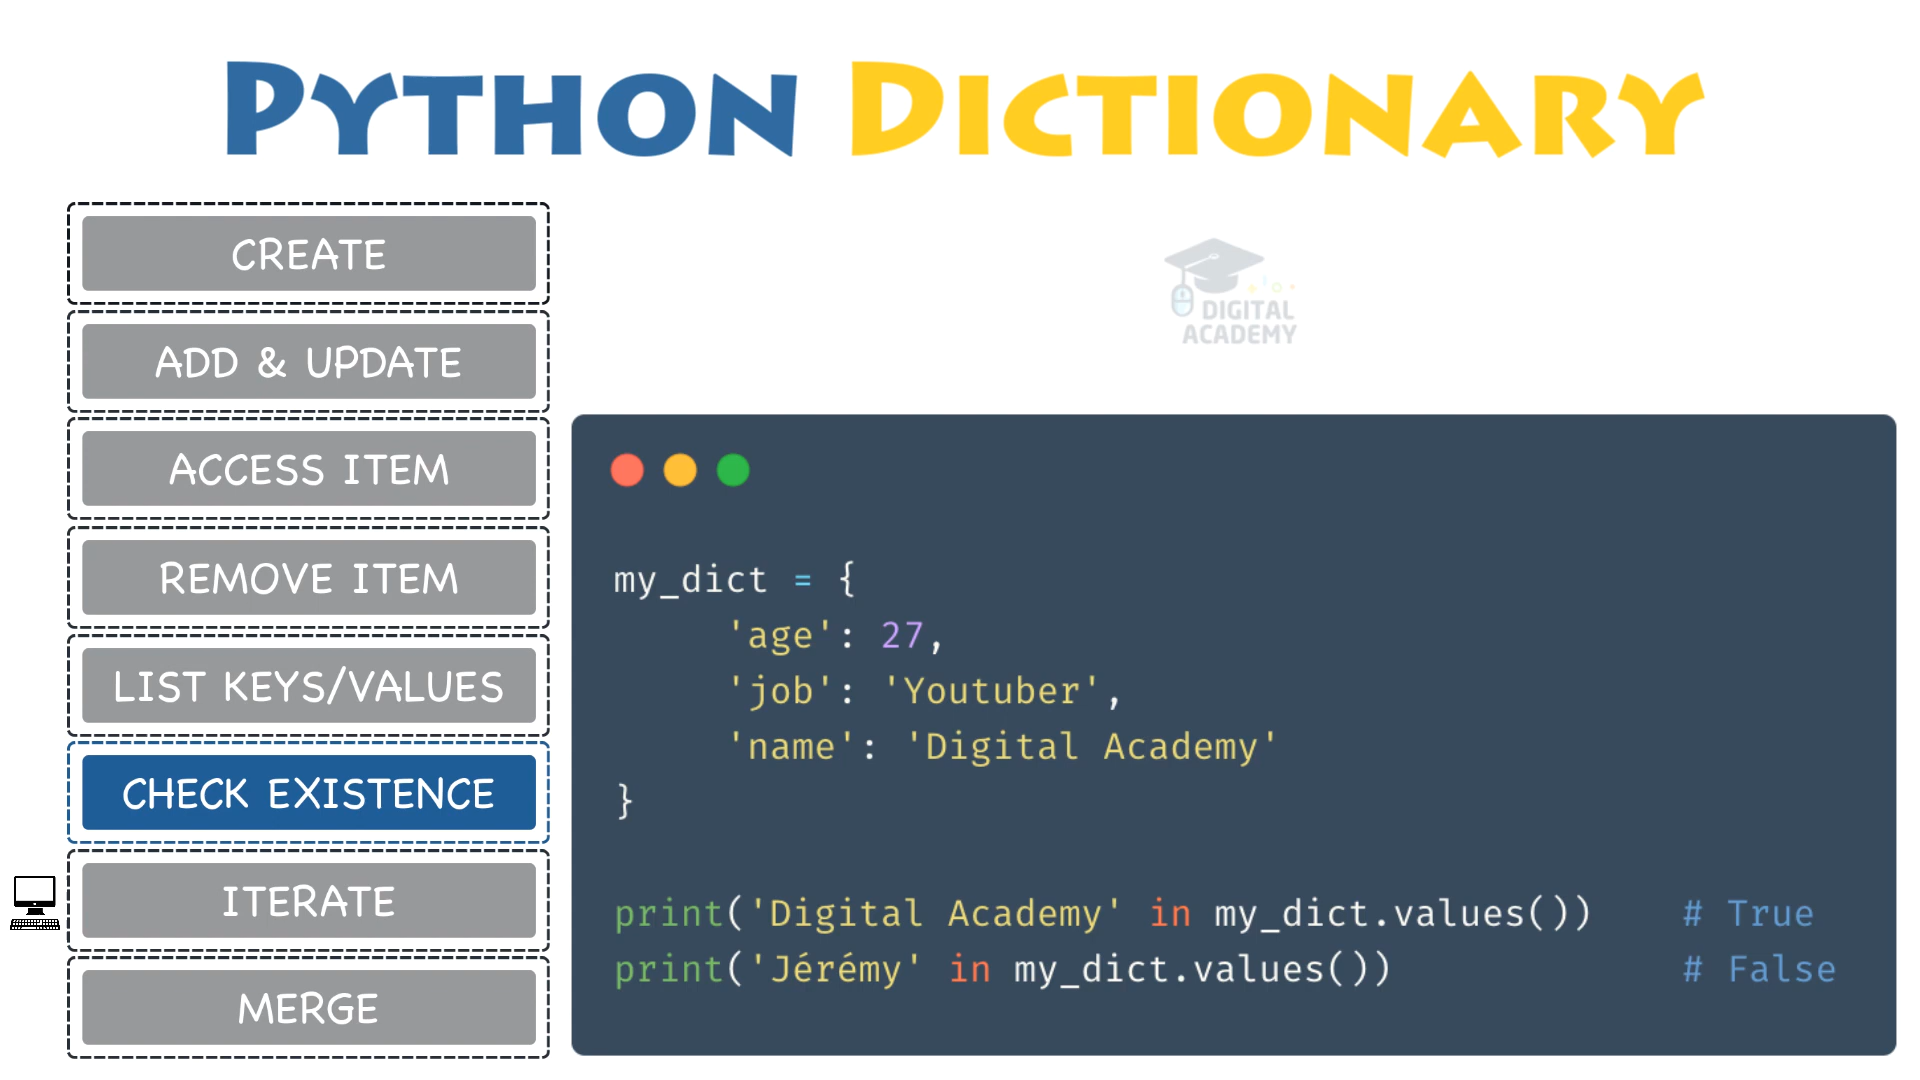 PYTHON DICTIONARY
CREATE
ADD & UPDATE
ACCESS ITEM
REMOVE ITEM
LIST KEYS/VALUES
CHECK EXISTENCE
ITERATE
MERGE
DIGITAL
ACADEMY
my_dict = {
'age': 27,
'job': 'Youtuber',
'name': 'Digital Academy'
}
print('Digital Academy' in my_dict.values()) # True
print('Jérémy' in my_dict.values()) # False